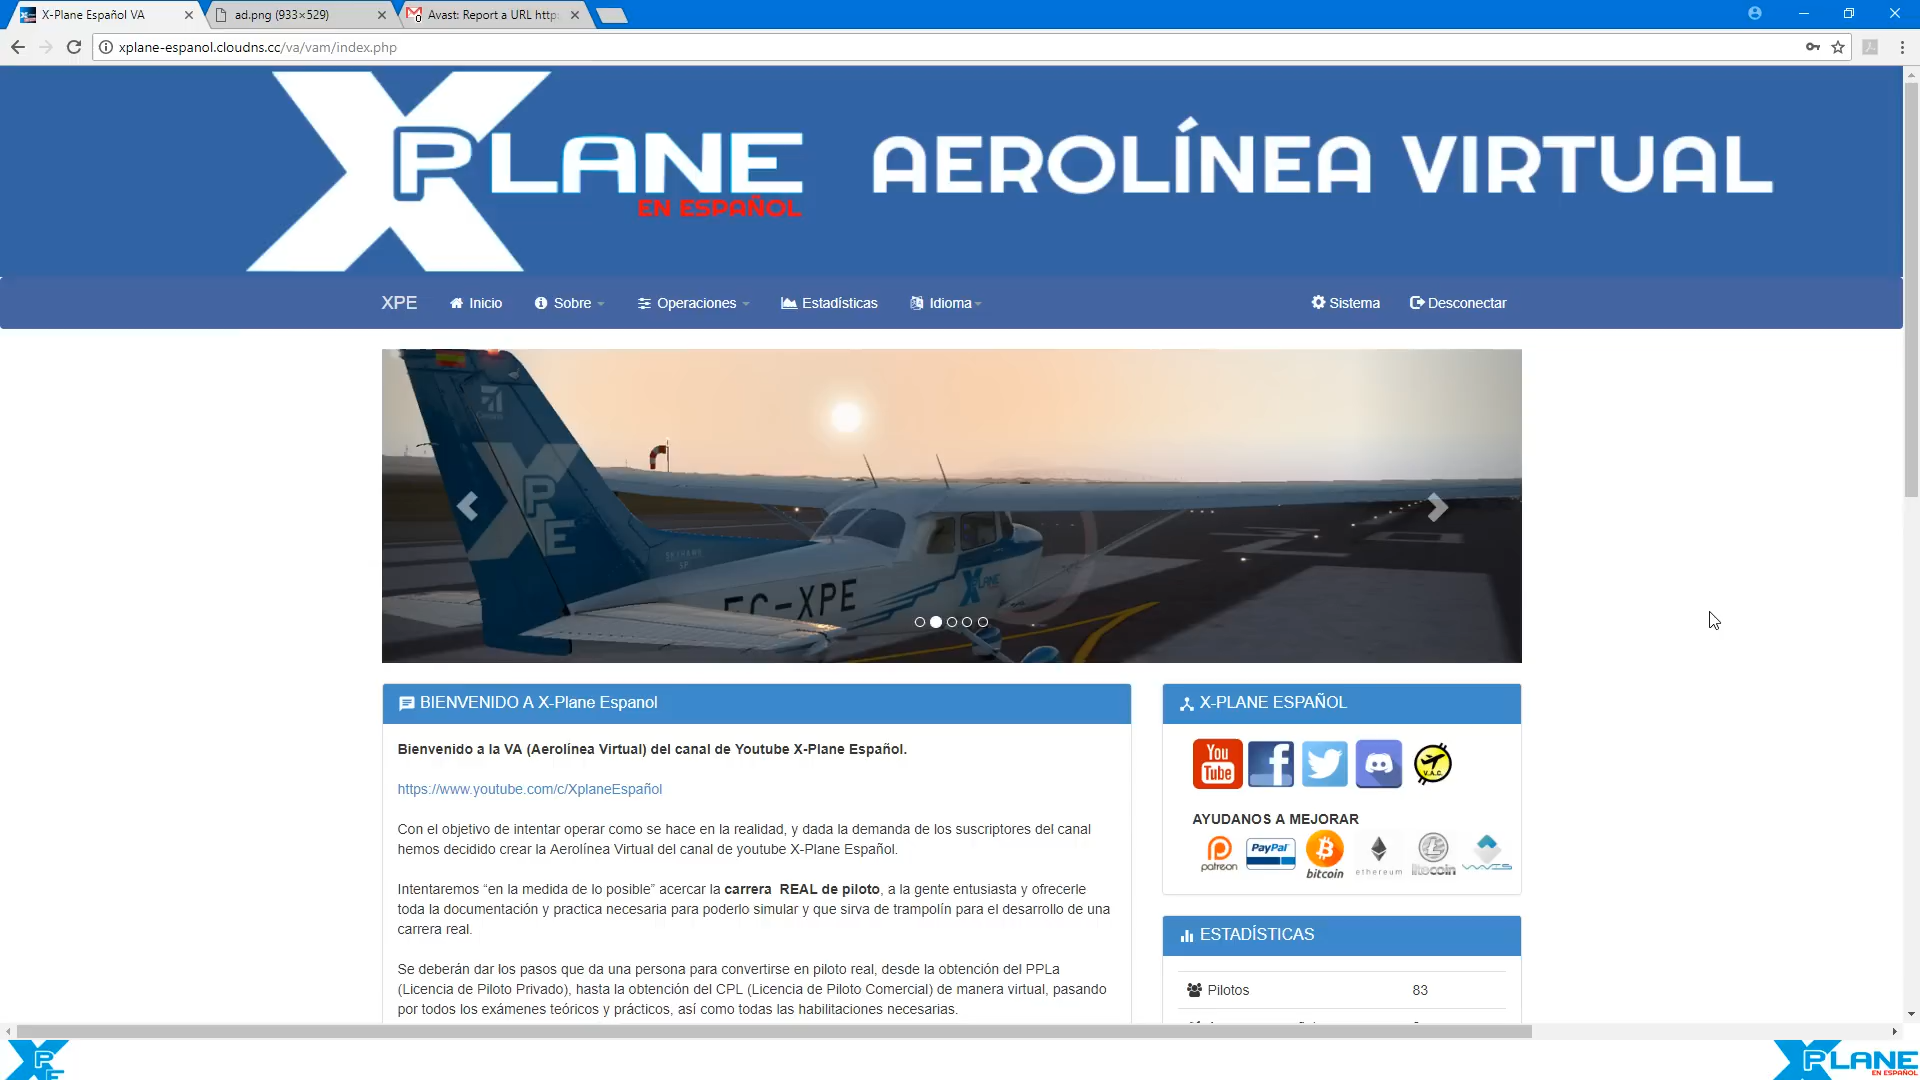 X-Plane Español VA
ad.png (933×529)
Avast: Report a URL http:
xplane-espanol.cloudns.cc/va/vam/index.php
X PLANE
EN ESPAÑOL
AEROLÍNEA VIRTUAL
XPE
Inicio
Sobre
Operaciones
Estadísticas
Idioma
Sistema
Desconectar
XPE
EC-XPE
X PLANE
20
BIENVENIDO A X-Plane Espanol
Bienvenido a la VA (Aerolínea Virtual) del canal de Youtube X-Plane Español.
https://www.youtube.com/c/XplaneEspañol
Con el objetivo de intentar operar como se hace en la realidad, y dada la demanda de los suscriptores del canal
hemos decidido crear la Aerolínea Virtual del canal de youtube X-Plane Español.
Intentaremos “en la medida de lo posible” acercar la carrera REAL de piloto, a la gente entusiasta y ofrecerle
toda la documentación y practica necesaria para poderlo simular y que sirva de trampolín para el desarrollo de una
carrera real.
Se deberán dar los pasos que da una persona para convertirse en piloto real, desde la obtención del PPLa
(Licencia de Piloto Privado), hasta la obtención del CPL (Licencia de Piloto Comercial) de manera virtual, pasando
por todos los exámenes teóricos y prácticos, así como todas las habilitaciones necesarias.
X-PLANE ESPAÑOL
You
Tube
V.A.C.
AYUDANOS A MEJORAR
patreon
PayPal
bitcoin
ethereum
litecoin
ESTADÍSTICAS
Pilotos 83
XPE
X PLANE
EN ESPAÑOL